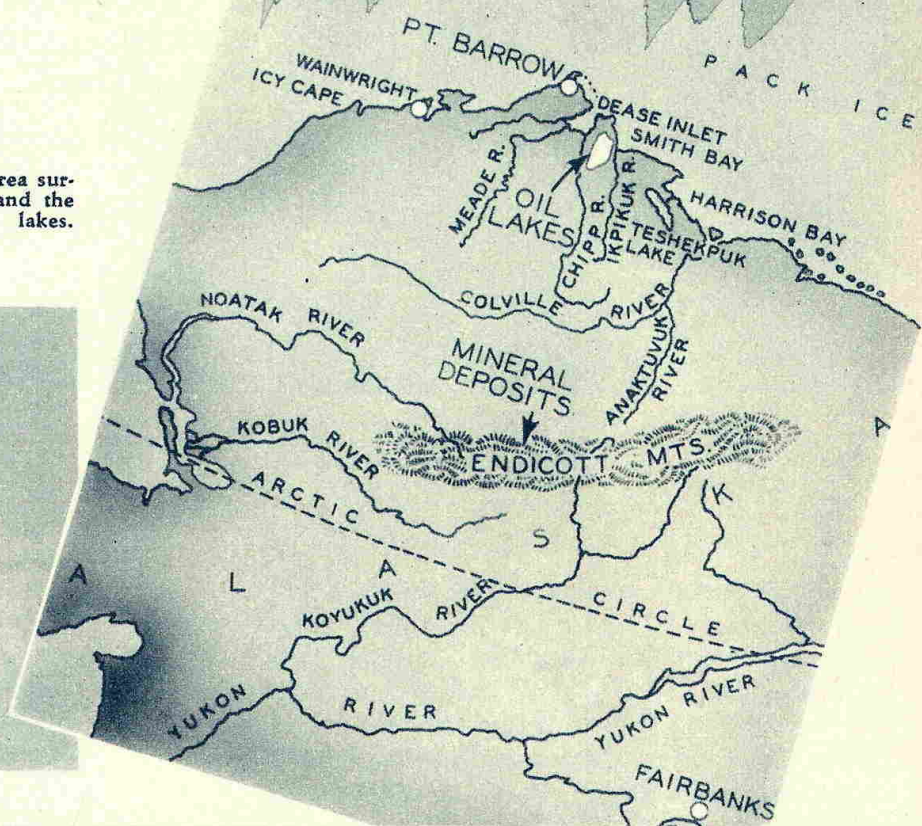 PACK ICE
PT. BARROW
WAINWRIGHT
ICY CAPE
DEASE INLET
SMITH BAY
HARRISON BAY
rea sur-
and the
lakes.
MEADE R.
OIL
LAKES
CHIPP R.
IKPIKUK R.
TESHEKPUK
LAKE
COLVILLE RIVER
NOATAK RIVER
ANAKTUVUK
RIVER
MINERAL
DEPOSITS
KOBUK RIVER
ENDICOTT MTS.
ARCTIC CIRCLE
A L A S K A
KOYUKUK RIVER
YUKON RIVER
YUKON RIVER
FAIRBANKS